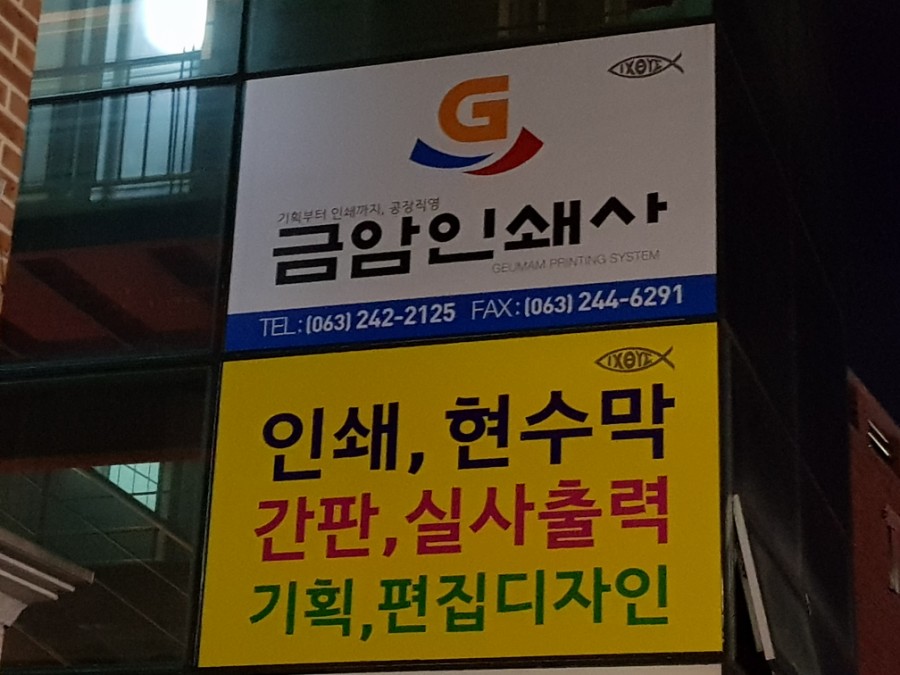 ΙΧΘΥΣ
G
기획부터 인쇄까지, 공장직영
금암인쇄사
GEUMAM PRINTING SYSTEM
TEL : (063) 242-2125 FAX : (063) 244-6291
ΙΧΘΥΣ
인쇄, 현수막
간판, 실사출력
기획, 편집디자인